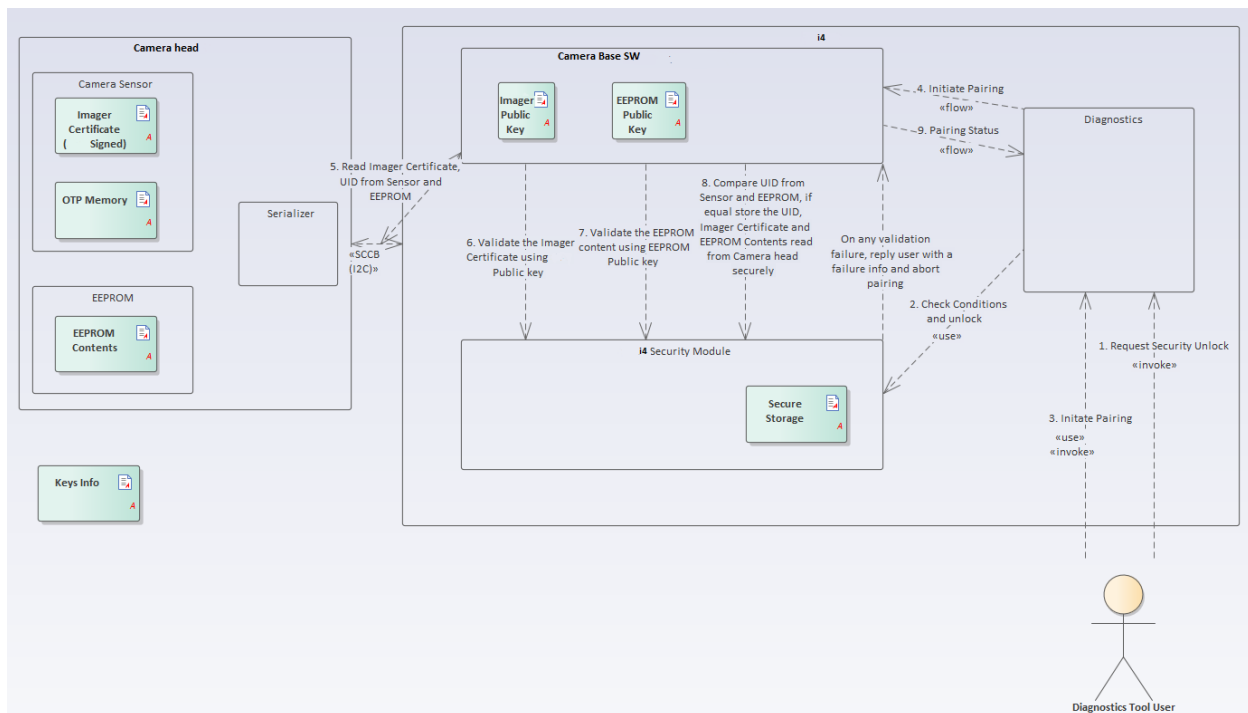 i4
Camera head
Camera Sensor
Imager
Certificate
( Signed)
A
OTP Memory
A
Serializer
EEPROM
EEPROM
Contents
A
Keys Info
A
5. Read Imager Certificate,
UID from Sensor and
EEPROM
«SCCB
(I2C)»
Camera Base SW
Imager
Public
Key
A
EEPROM
Public
Key
A
6. Validate the Imager
Certificate using
Public key
7. Validate the EEPROM
content using EEPROM
Public key
8. Compare UID from
Sensor and EEPROM, if
equal store the UID,
Imager Certificate and
EEPROM Contents read
from Camera head
securely
On any validation
failure, reply user with a
failure info and abort
pairing
i4 Security Module
Secure
Storage
A
4. Initiate Pairing
«flow»
9. Pairing Status
«flow»
Diagnostics
2. Check Conditions
and unlock
«use»
1. Request Security Unlock
«invoke»
3. Initate Pairing
«use»
«invoke»
Diagnostics Tool User